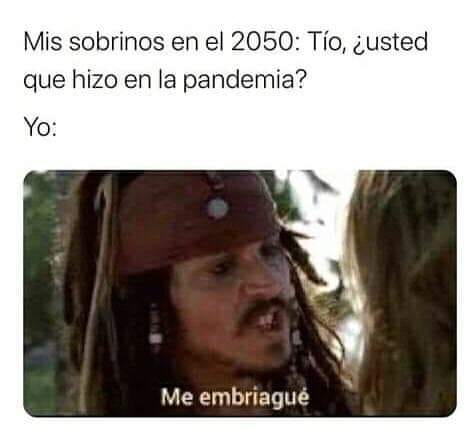 Mis sobrinos en el 2050: Tío, ¿usted
que hizo en la pandemia?
Yo:
Me embriagué